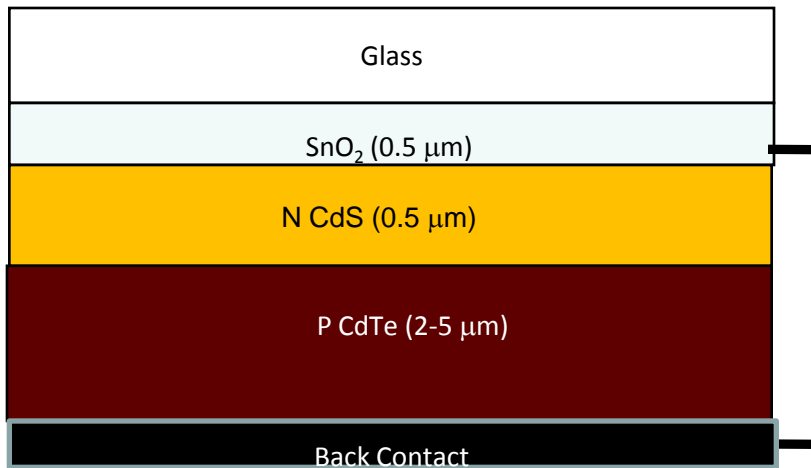 Glass
SnO₂ (0.5 μm)
N CdS (0.5 μm)
P CdTe (2-5 μm)
Back Contact